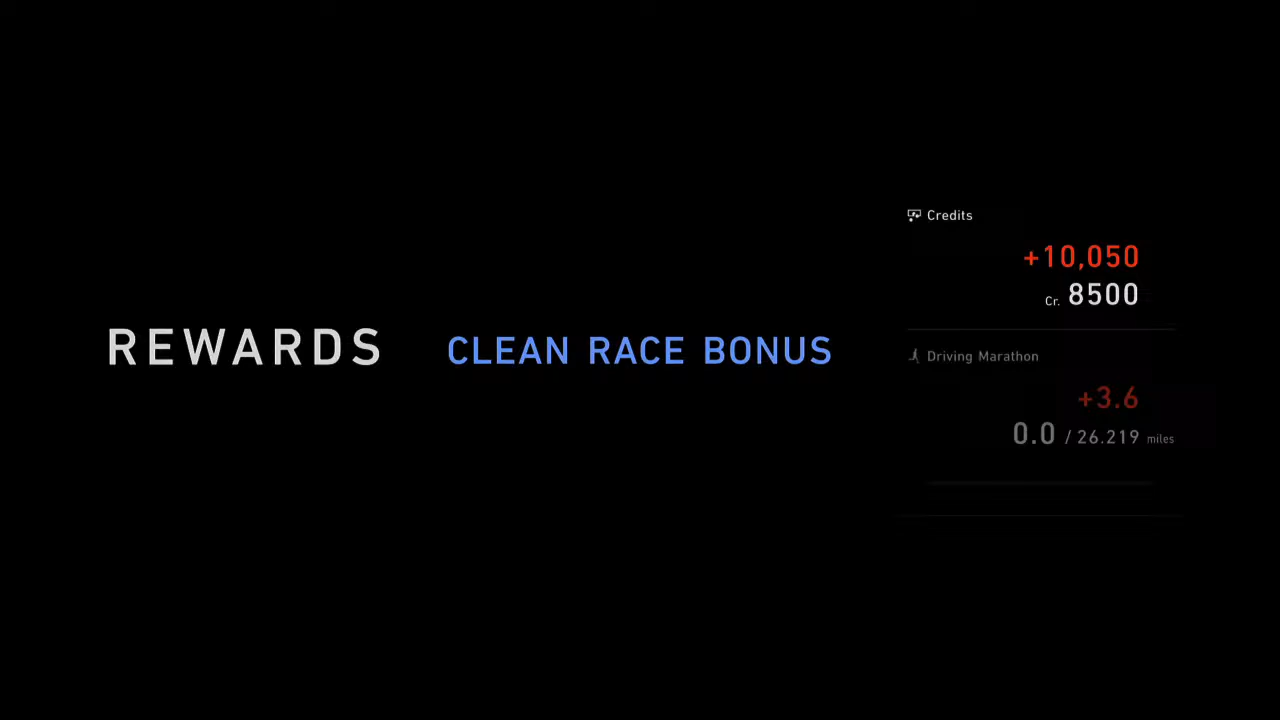 REWARDS
CLEAN RACE BONUS
Credits
+10,050
Cr. 8500
Driving Marathon
+3.6
0.0 / 26.219 miles